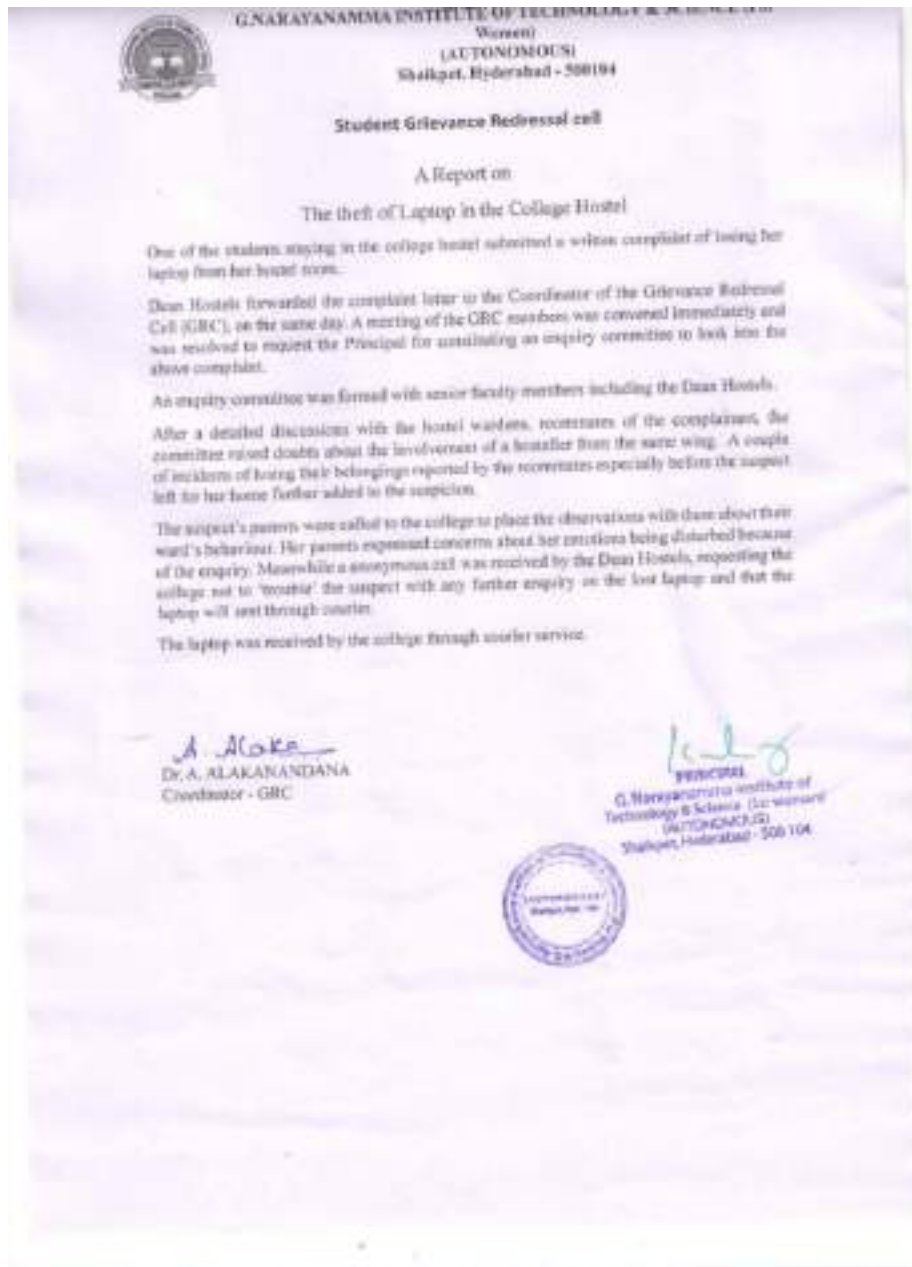 G.NARAYANAMMA INSTITUTE OF TECHNOLOGY & SCIENCE (For
Women)
(AUTONOMOUS)
Shaikpet, Hyderabad - 500104
Student Grievance Redressal cell
A Report on
The theft of Laptop in the College Hostel
One of the students staying in the college hostel submitted a written complaint of losing her
laptop from her hostel room.
Dean Hostels forwarded the complaint letter to the Coordinator of the Grievance Redressal
Cell (GRC), on the same day. A meeting of the GRC members was convened immediately and
was resolved to request the Principal for constituting an enquiry committee to look into the
above complaint.
An enquiry committee was formed with senior faculty members including the Dean Hostels.
After a detailed discussions with the hostel wardens, roommates of the complainant, the
committee raised doubts about the involvement of a hosteller from the same wing. A couple
of incidents of losing their belongings reported by the roommates especially before the suspect
left for her home further added to the suspicion.
The suspect's parents were called to the college to place the observations with them about their
ward's behaviour. Her parents expressed concerns about her emotions being disturbed because
of the enquiry. Meanwhile a anonymous call was received by the Dean Hostels, requesting the
college not to 'trouble' the suspect with any further enquiry on the lost laptop and that the
laptop will sent through courier.
The laptop was received by the college through courier service.
A Alaka
Dr. A. ALAKANANDANA
Coordinator - GRC
PRINCIPAL
G. Narayanamma Institute of
Technology & Science (for women)
(AUTONOMOUS)
Shaikpet, Hyderabad - 500 104.